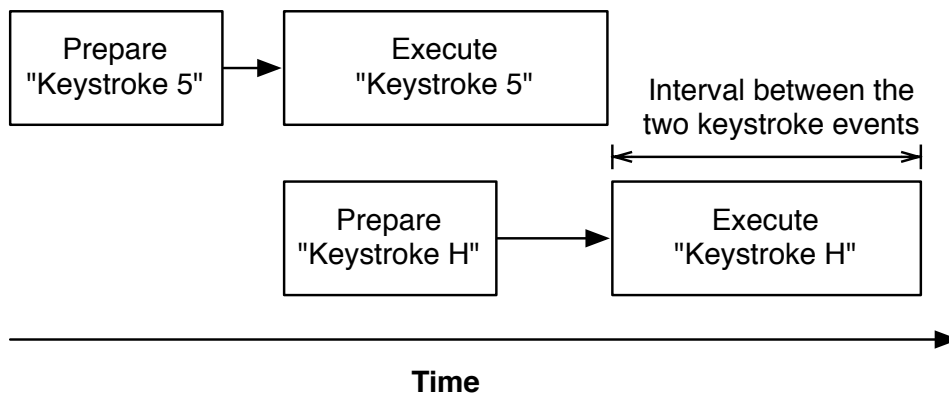 Prepare
"Keystroke 5"
Execute
"Keystroke 5"
Interval between the
two keystroke events
Prepare
"Keystroke H"
Execute
"Keystroke H"
Time